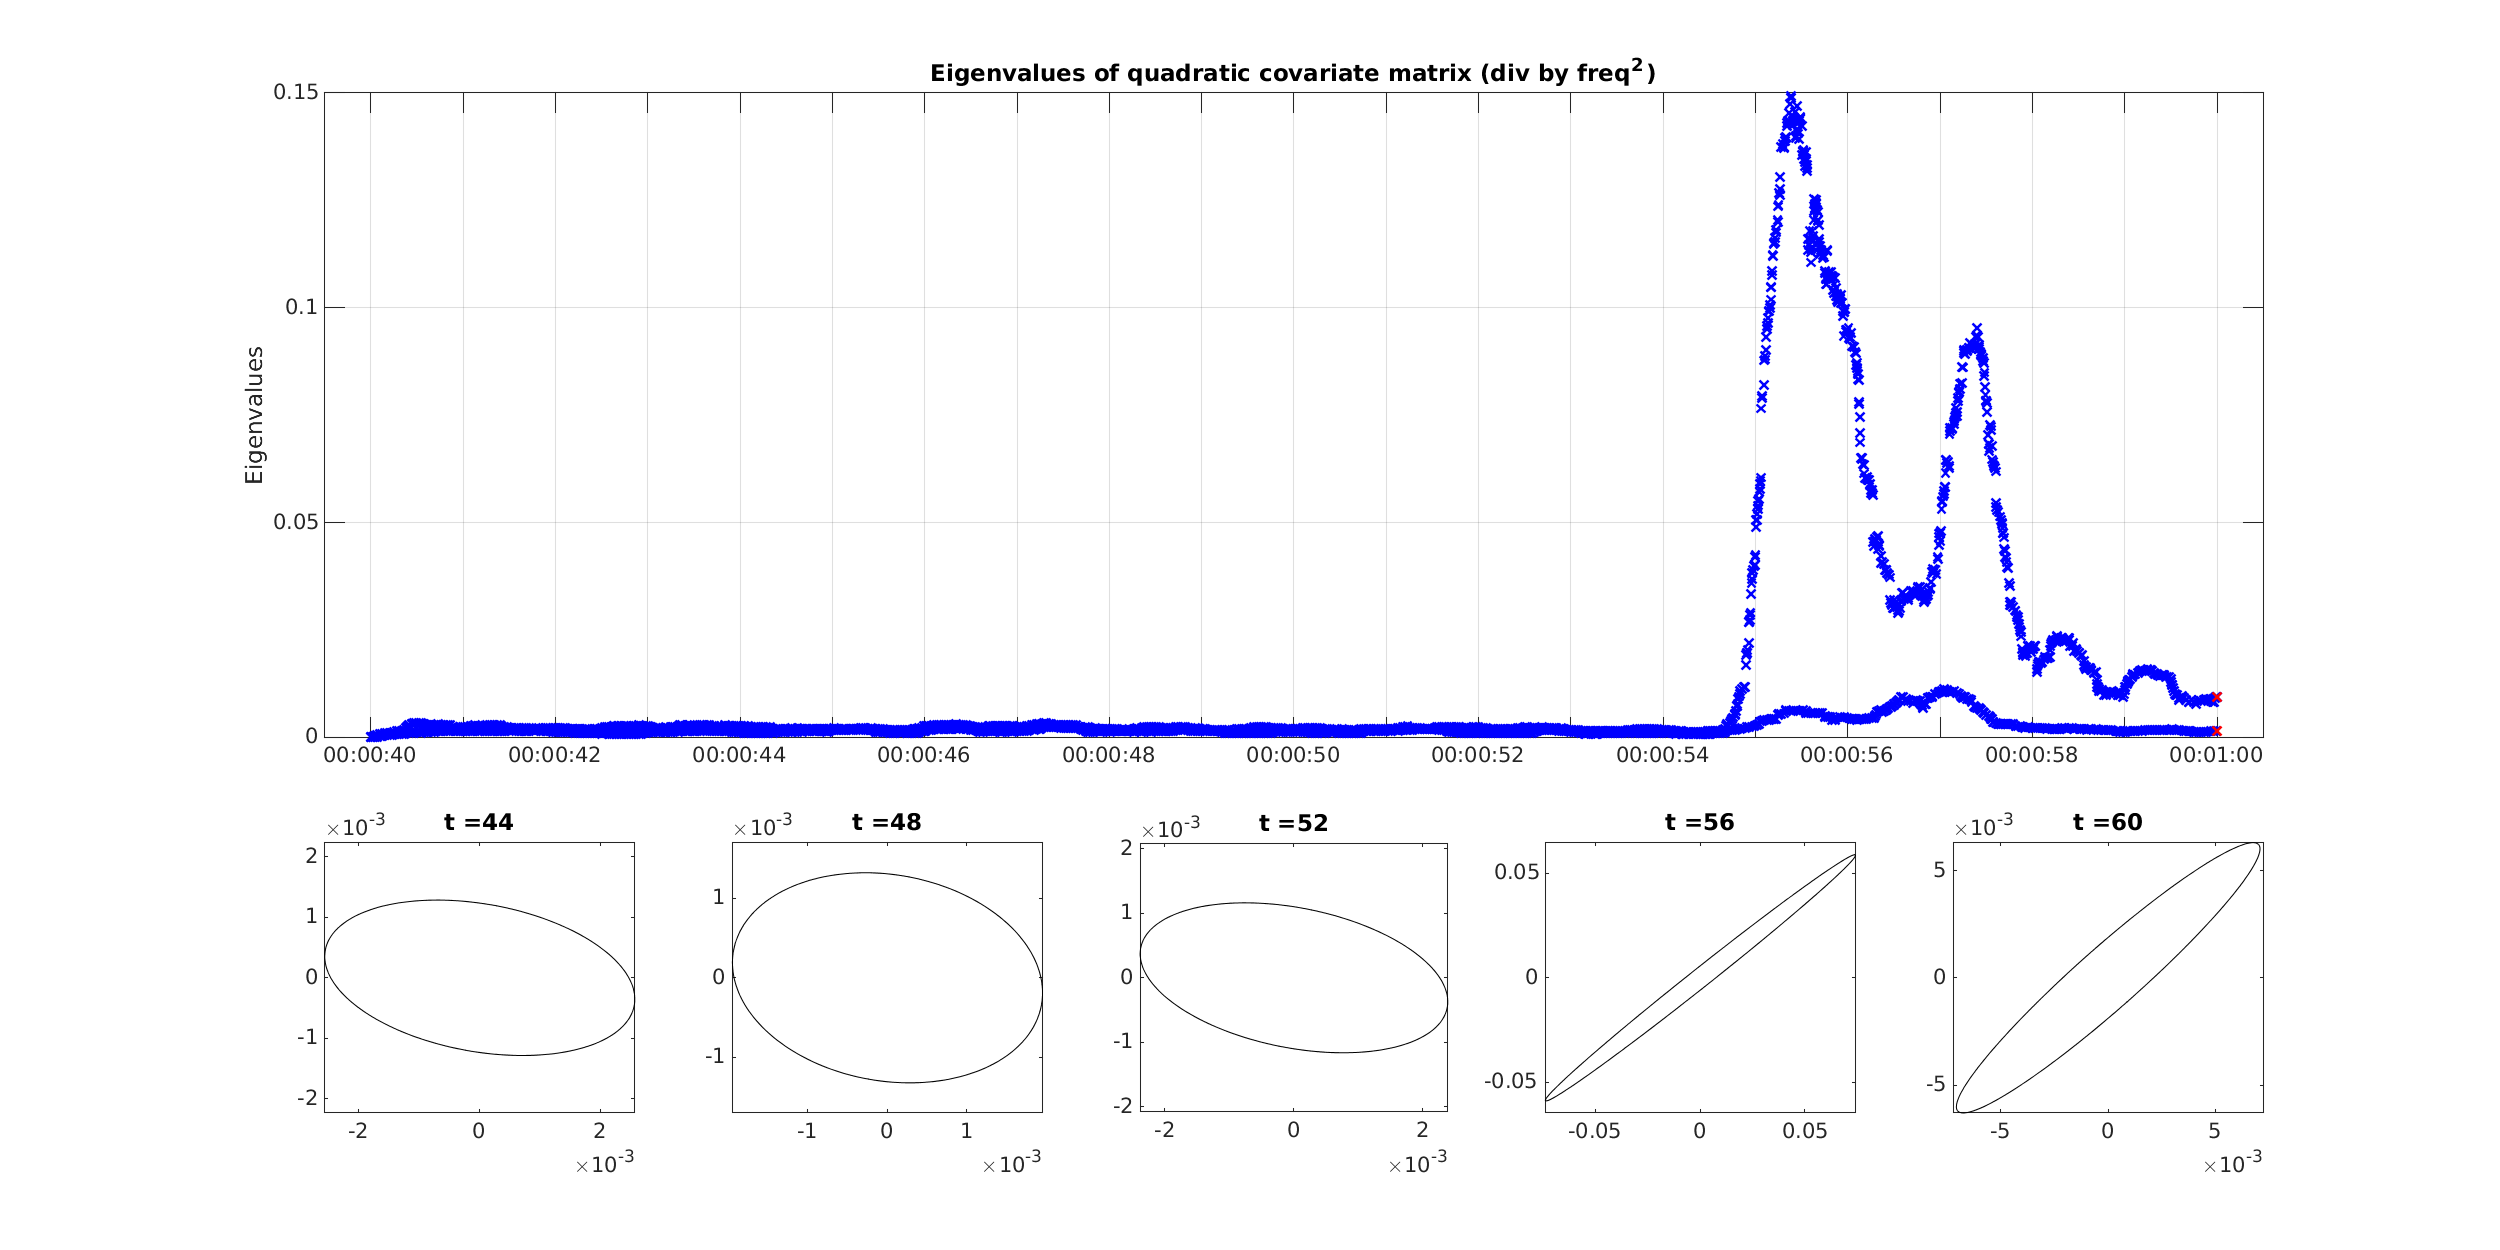 Eigenvalues of quadratic covariate matrix (div by freq²)
0.15
0.1
0.05
0
Eigenvalues
00:00:40 00:00:42 00:00:44 00:00:46 00:00:48 00:00:50 00:00:52 00:00:54 00:00:56 00:00:58 00:01:00
×10⁻³ t =44
2
1
0
-1
-2
-2 0 2
×10⁻³
×10⁻³ t =48
1
0
-1
-1 0 1
×10⁻³
×10⁻³ t =52
2
1
0
-1
-2
-2 0 2
×10⁻³
t =56
0.05
0
-0.05
-0.05 0 0.05
×10⁻³ t =60
5
0
-5
-5 0 5
×10⁻³